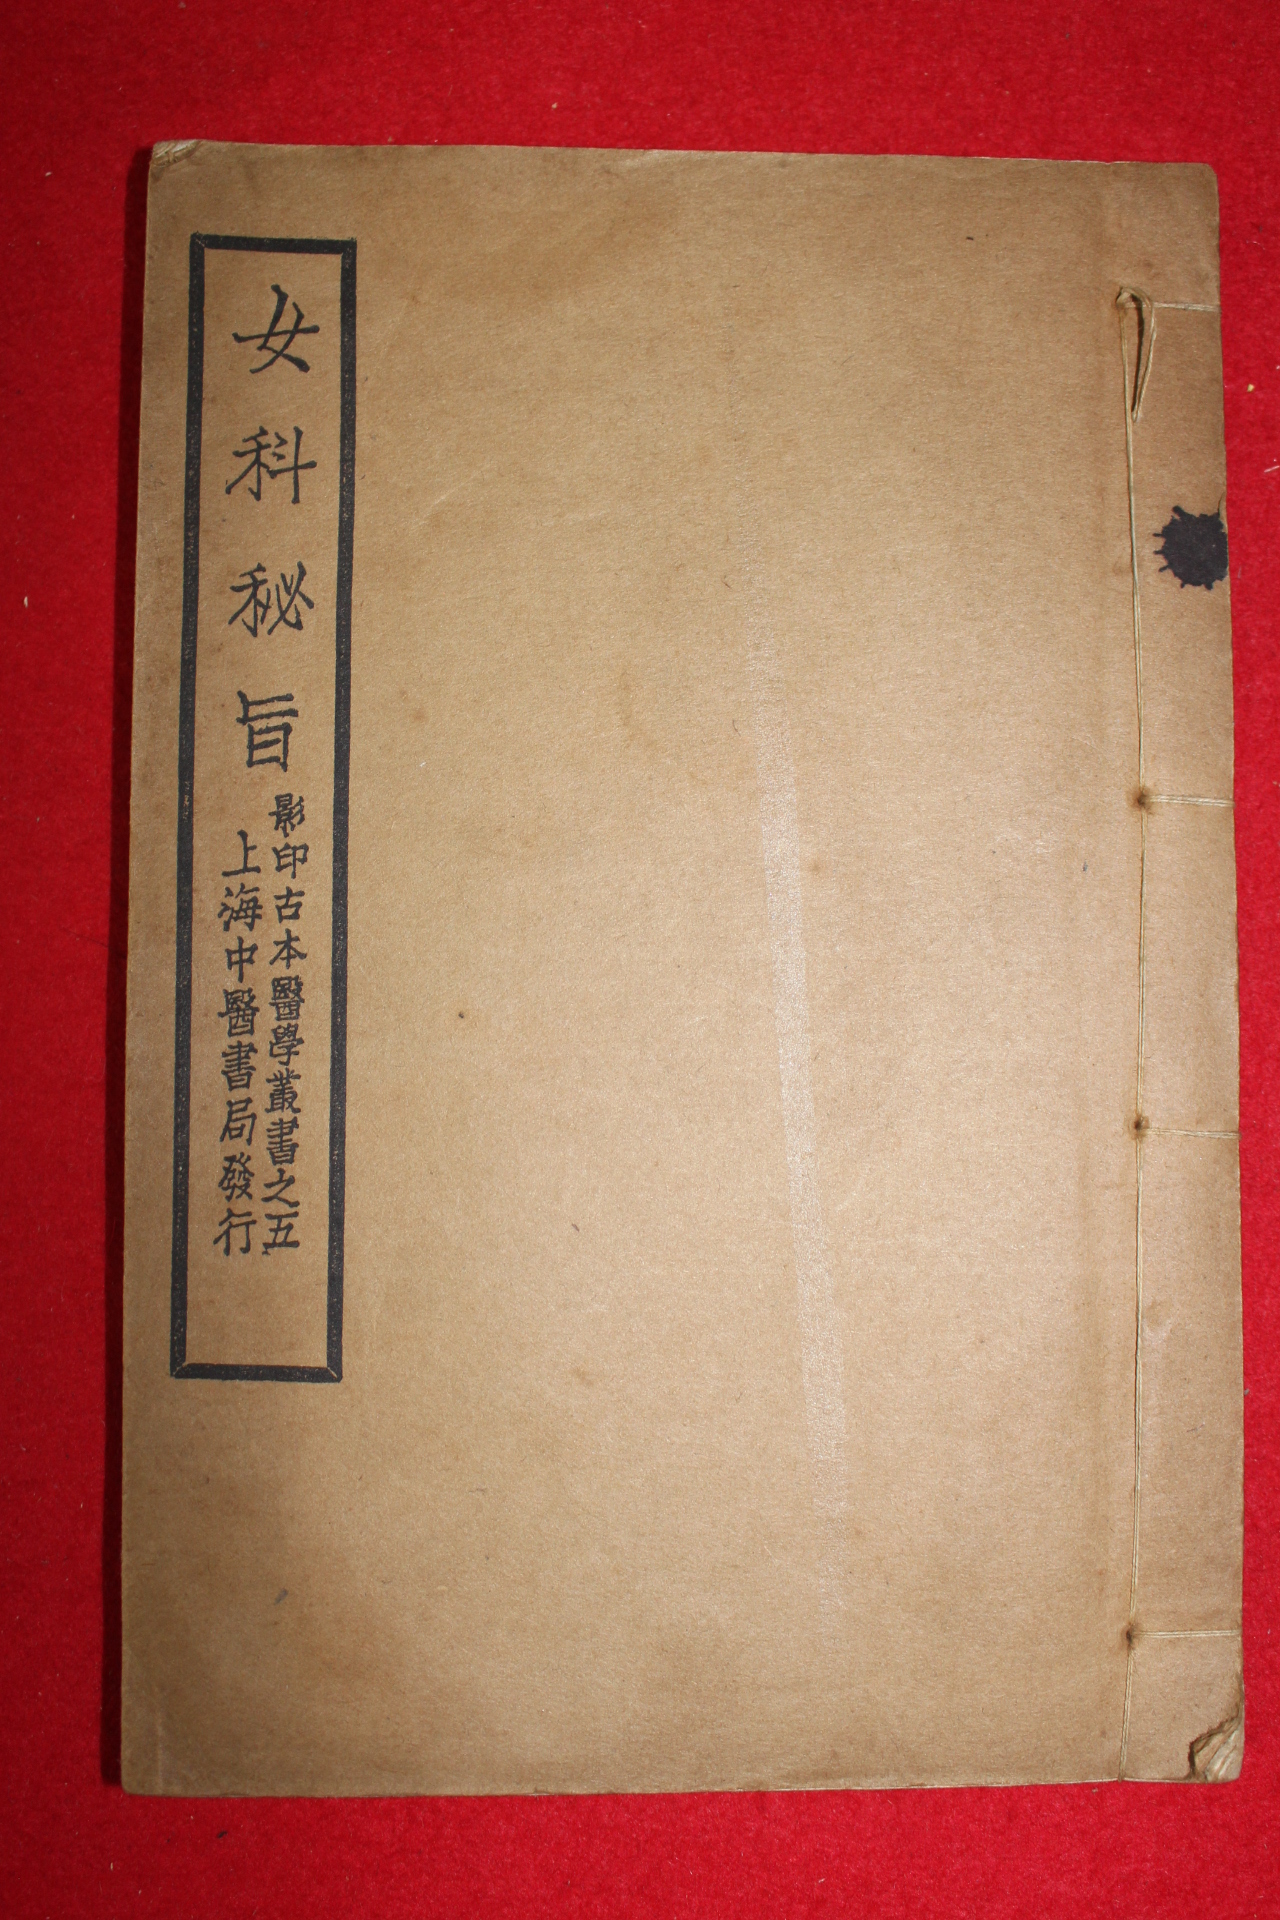 女科秘旨
影印古本醫學叢書之五
上海中醫書局發行